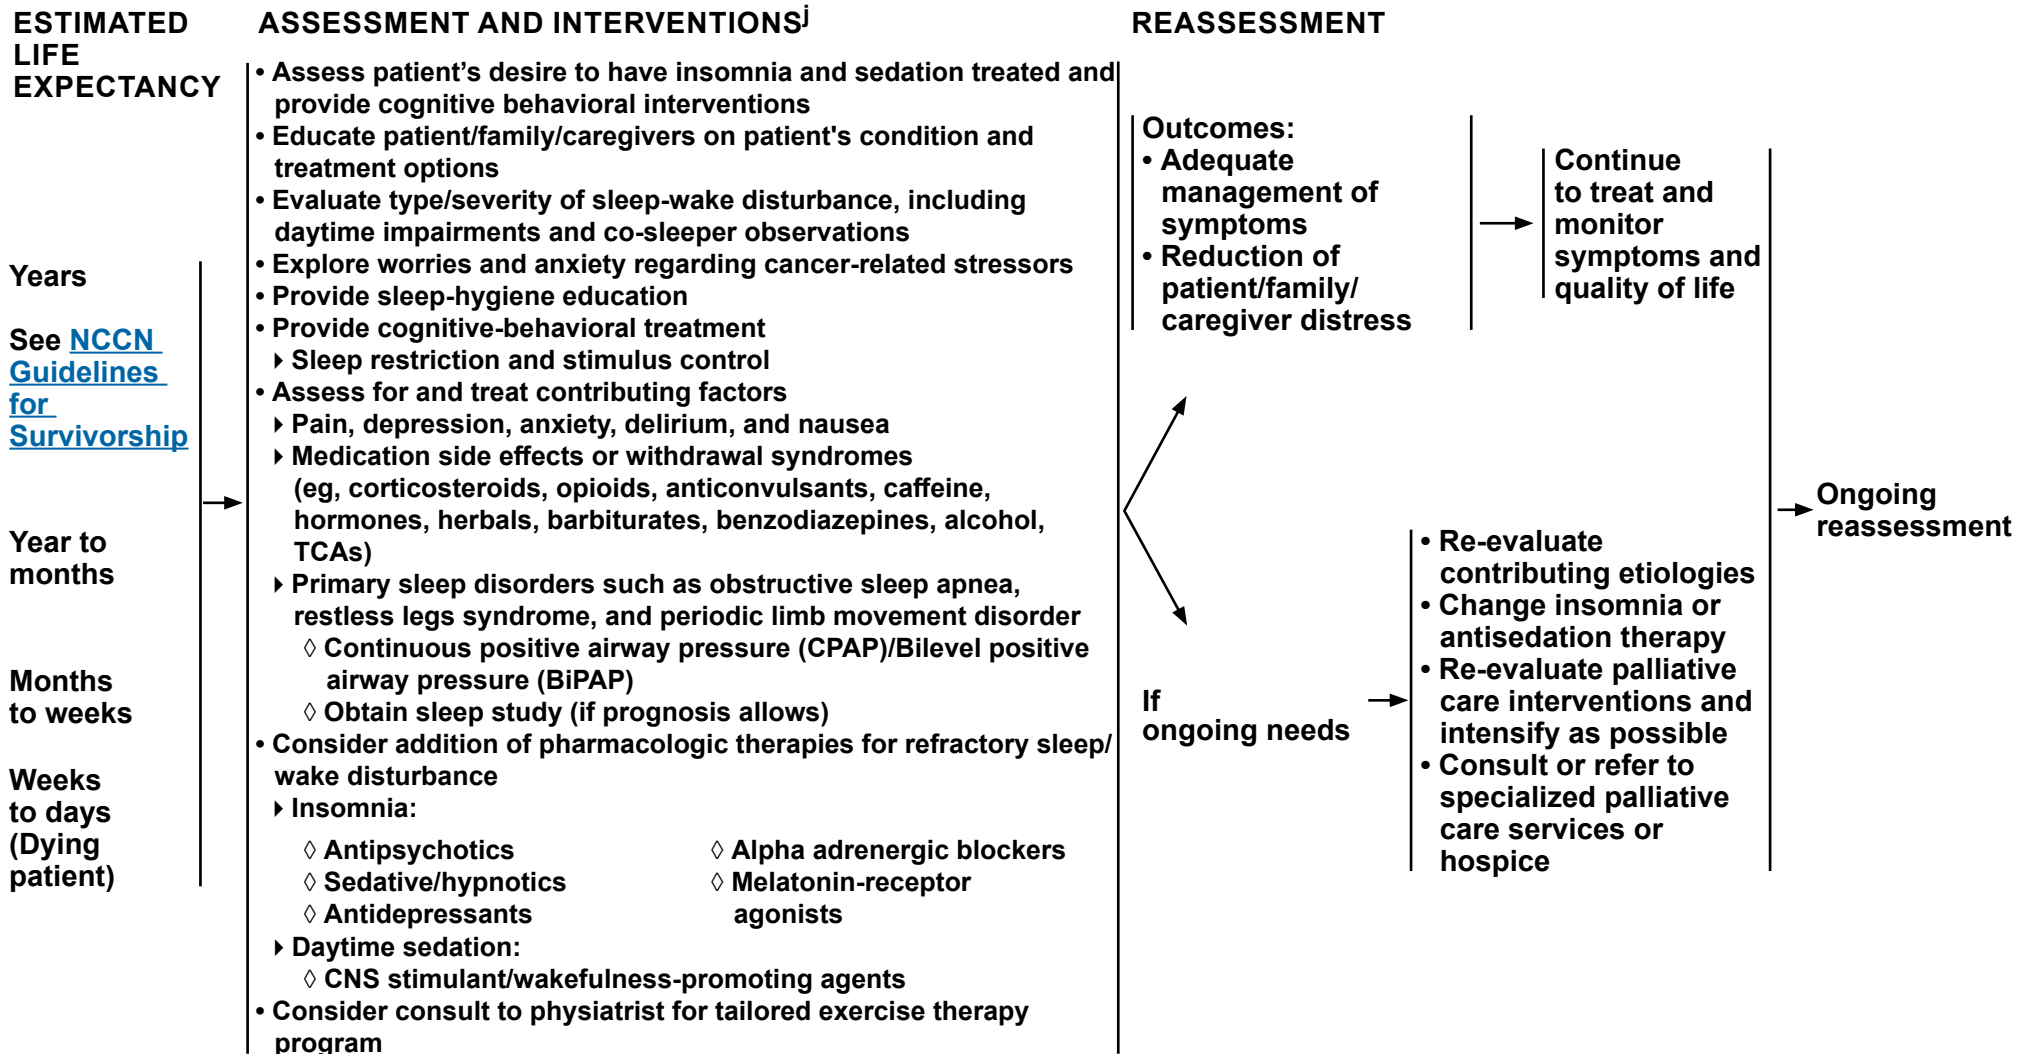 ESTIMATED
LIFE
EXPECTANCY
Years
See NCCN
Guidelines
for
Survivorship
Year to
months
Months
to weeks
Weeks
to days
(Dying
patient)
ASSESSMENT AND INTERVENTIONSj
• Assess patient’s desire to have insomnia and sedation treated and
provide cognitive behavioral interventions
• Educate patient/family/caregivers on patient's condition and
treatment options
• Evaluate type/severity of sleep-wake disturbance, including
daytime impairments and co-sleeper observations
• Explore worries and anxiety regarding cancer-related stressors
• Provide sleep-hygiene education
• Provide cognitive-behavioral treatment
▸ Sleep restriction and stimulus control
• Assess for and treat contributing factors
▸ Pain, depression, anxiety, delirium, and nausea
▸ Medication side effects or withdrawal syndromes
(eg, corticosteroids, opioids, anticonvulsants, caffeine,
hormones, herbals, barbiturates, benzodiazepines, alcohol,
TCAs)
▸ Primary sleep disorders such as obstructive sleep apnea,
restless legs syndrome, and periodic limb movement disorder
◊ Continuous positive airway pressure (CPAP)/Bilevel positive
airway pressure (BiPAP)
◊ Obtain sleep study (if prognosis allows)
• Consider addition of pharmacologic therapies for refractory sleep/
wake disturbance
▸ Insomnia:
◊ Antipsychotics
◊ Sedative/hypnotics
◊ Antidepressants
◊ Alpha adrenergic blockers
◊ Melatonin-receptor
agonists
▸ Daytime sedation:
◊ CNS stimulant/wakefulness-promoting agents
• Consider consult to physiatrist for tailored exercise therapy
program
REASSESSMENT
Outcomes:
• Adequate
management of
symptoms
• Reduction of
patient/family/
caregiver distress
Continue
to treat and
monitor
symptoms and
quality of life
If
ongoing needs
• Re-evaluate
contributing etiologies
• Change insomnia or
antisedation therapy
• Re-evaluate palliative
care interventions and
intensify as possible
• Consult or refer to
specialized palliative
care services or
hospice
Ongoing
reassessment